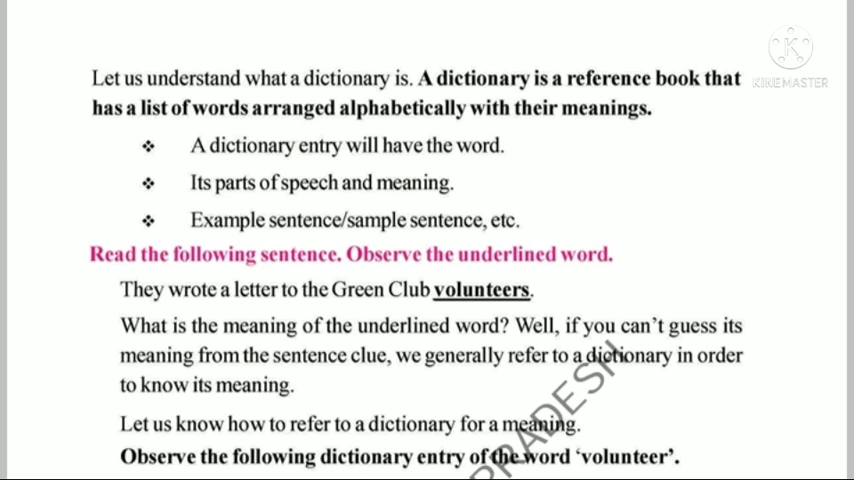 KINEMASTER
Let us understand what a dictionary is. A dictionary is a reference book that
has a list of words arranged alphabetically with their meanings.
❖ A dictionary entry will have the word.
❖ Its parts of speech and meaning.
❖ Example sentence/sample sentence, etc.
Read the following sentence. Observe the underlined word.
They wrote a letter to the Green Club volunteers.
What is the meaning of the underlined word? Well, if you can’t guess its
meaning from the sentence clue, we generally refer to a dictionary in order
to know its meaning.
Let us know how to refer to a dictionary for a meaning.
Observe the following dictionary entry of the word ‘volunteer’.
PRADESH